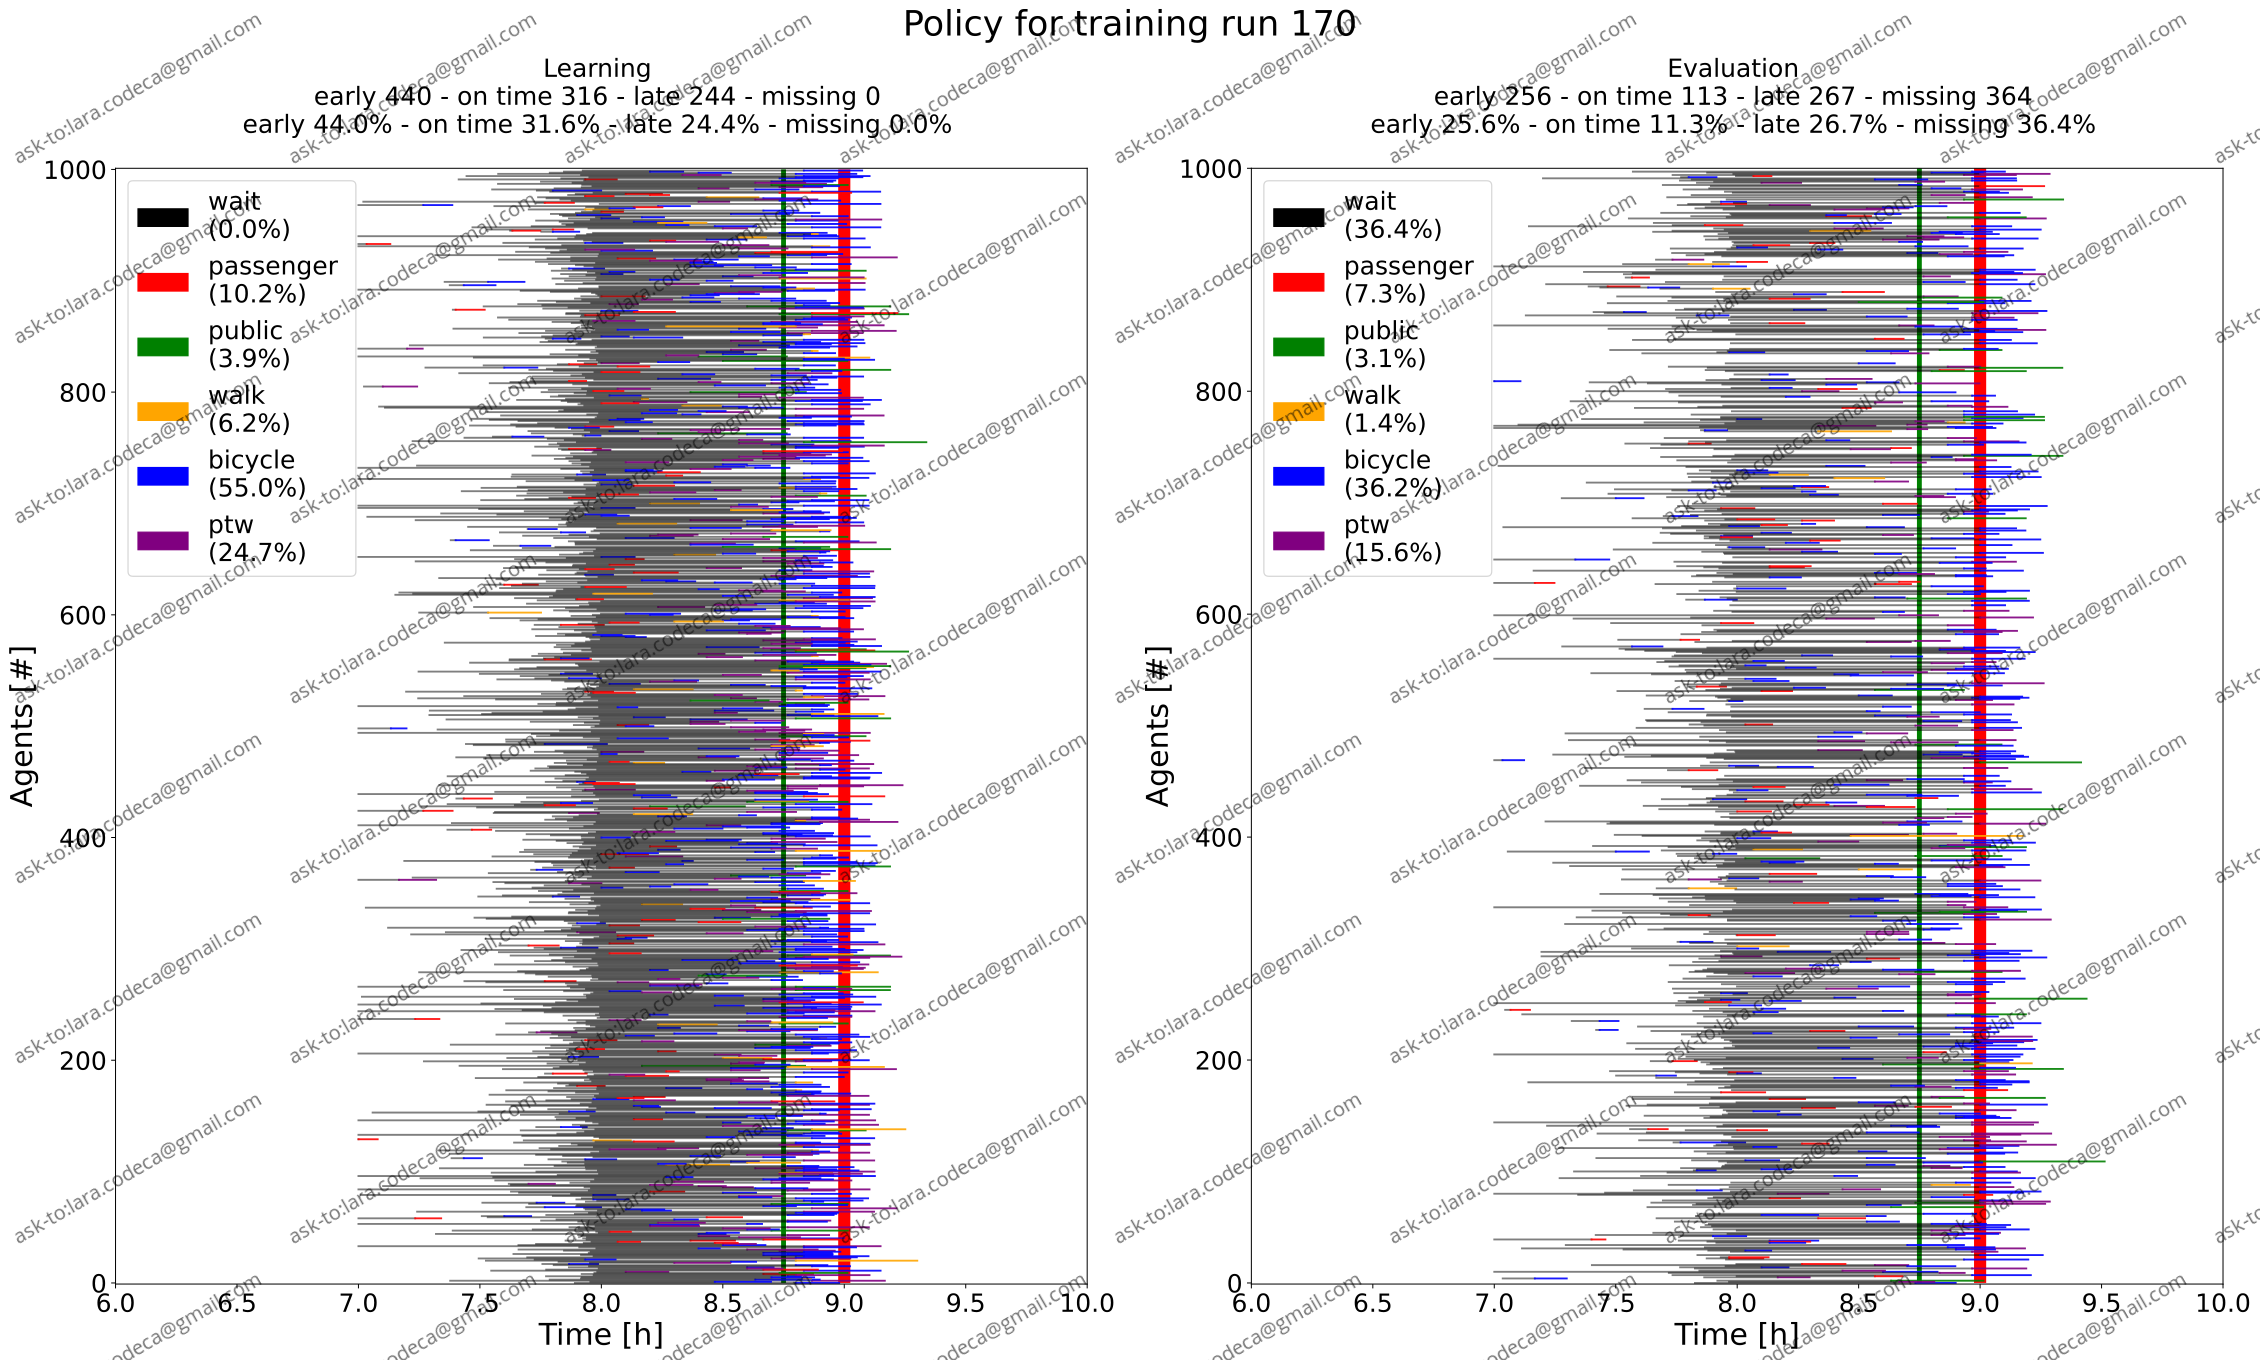 Policy for training run 170
Learning
early 440 - on time 316 - late 244 - missing 0
early 44.0% - on time 31.6% - late 24.4% - missing 0.0%
1000
800
600
400
200
0
Agents [#]
wait
(0.0%)
passenger
(10.2%)
public
(3.9%)
walk
(6.2%)
bicycle
(55.0%)
ptw
(24.7%)
6.0 6.5 7.0 7.5 8.0 8.5 9.0 9.5 10.0
Time [h]
Evaluation
early 256 - on time 113 - late 267 - missing 364
early 25.6% - on time 11.3% - late 26.7% - missing 36.4%
1000
800
600
400
200
0
Agents [#]
wait
(36.4%)
passenger
(7.3%)
public
(3.1%)
walk
(1.4%)
bicycle
(36.2%)
ptw
(15.6%)
6.0 6.5 7.0 7.5 8.0 8.5 9.0 9.5 10.0
Time [h]
ask-to:lara.codeca@gmail.com